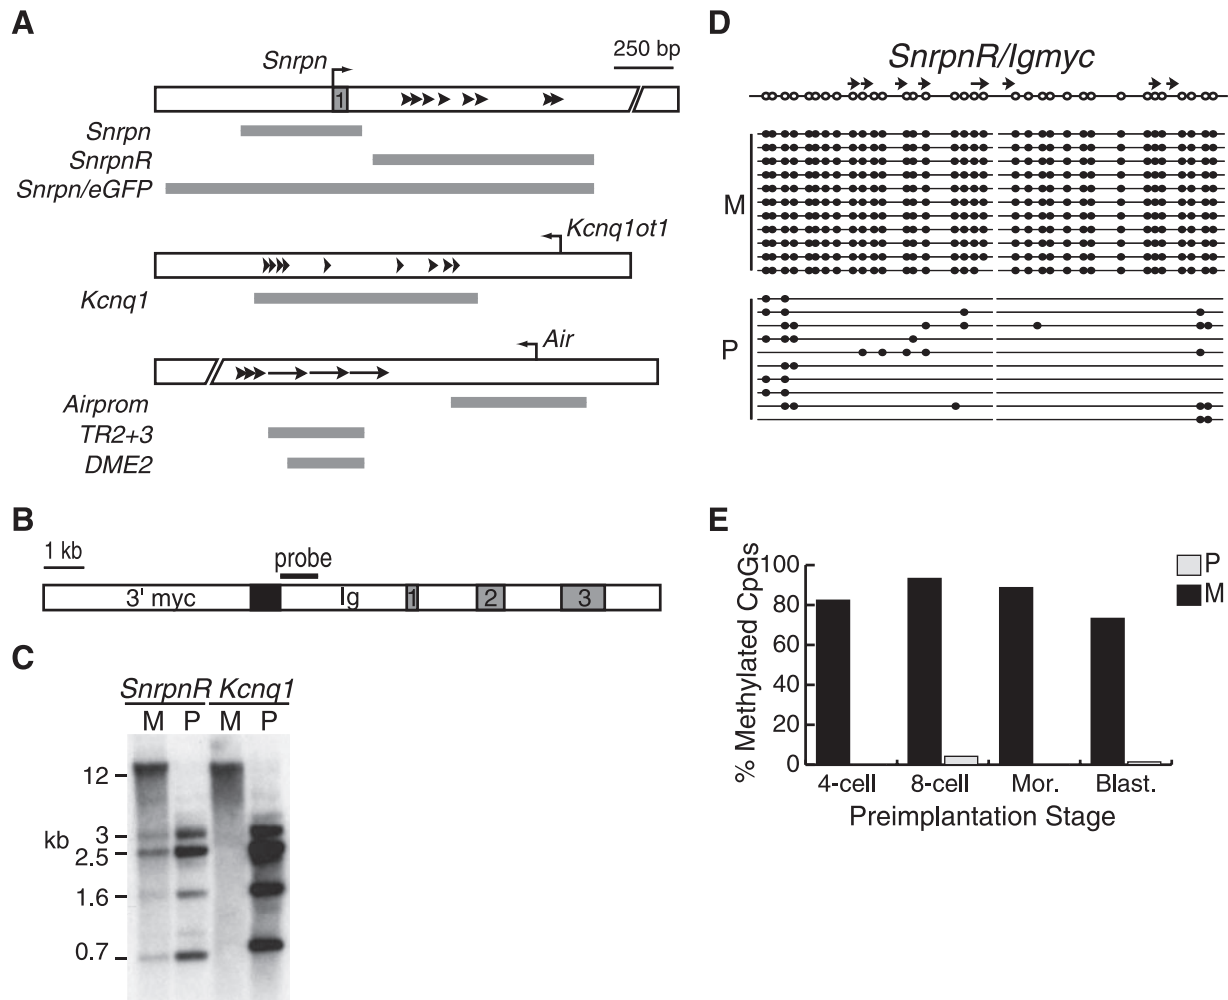 A
Snrpn
250 bp
1
Snrpn
SnrpnR
Snrpn/eGFP
Kcnq1ot1
Kcnq1
Air
Airprom
TR2+3
DME2
B
1 kb
probe
3' myc
Ig
1
2
3
C
SnrpnR Kcnq1
M P M P
12
3
kb
2.5
1.6
0.7
D
SnrpnR/Igmyc
M
P
E
% Methylated CpGs
100
80
60
40
20
0
4-cell 8-cell Mor. Blast.
Preimplantation Stage
P
M